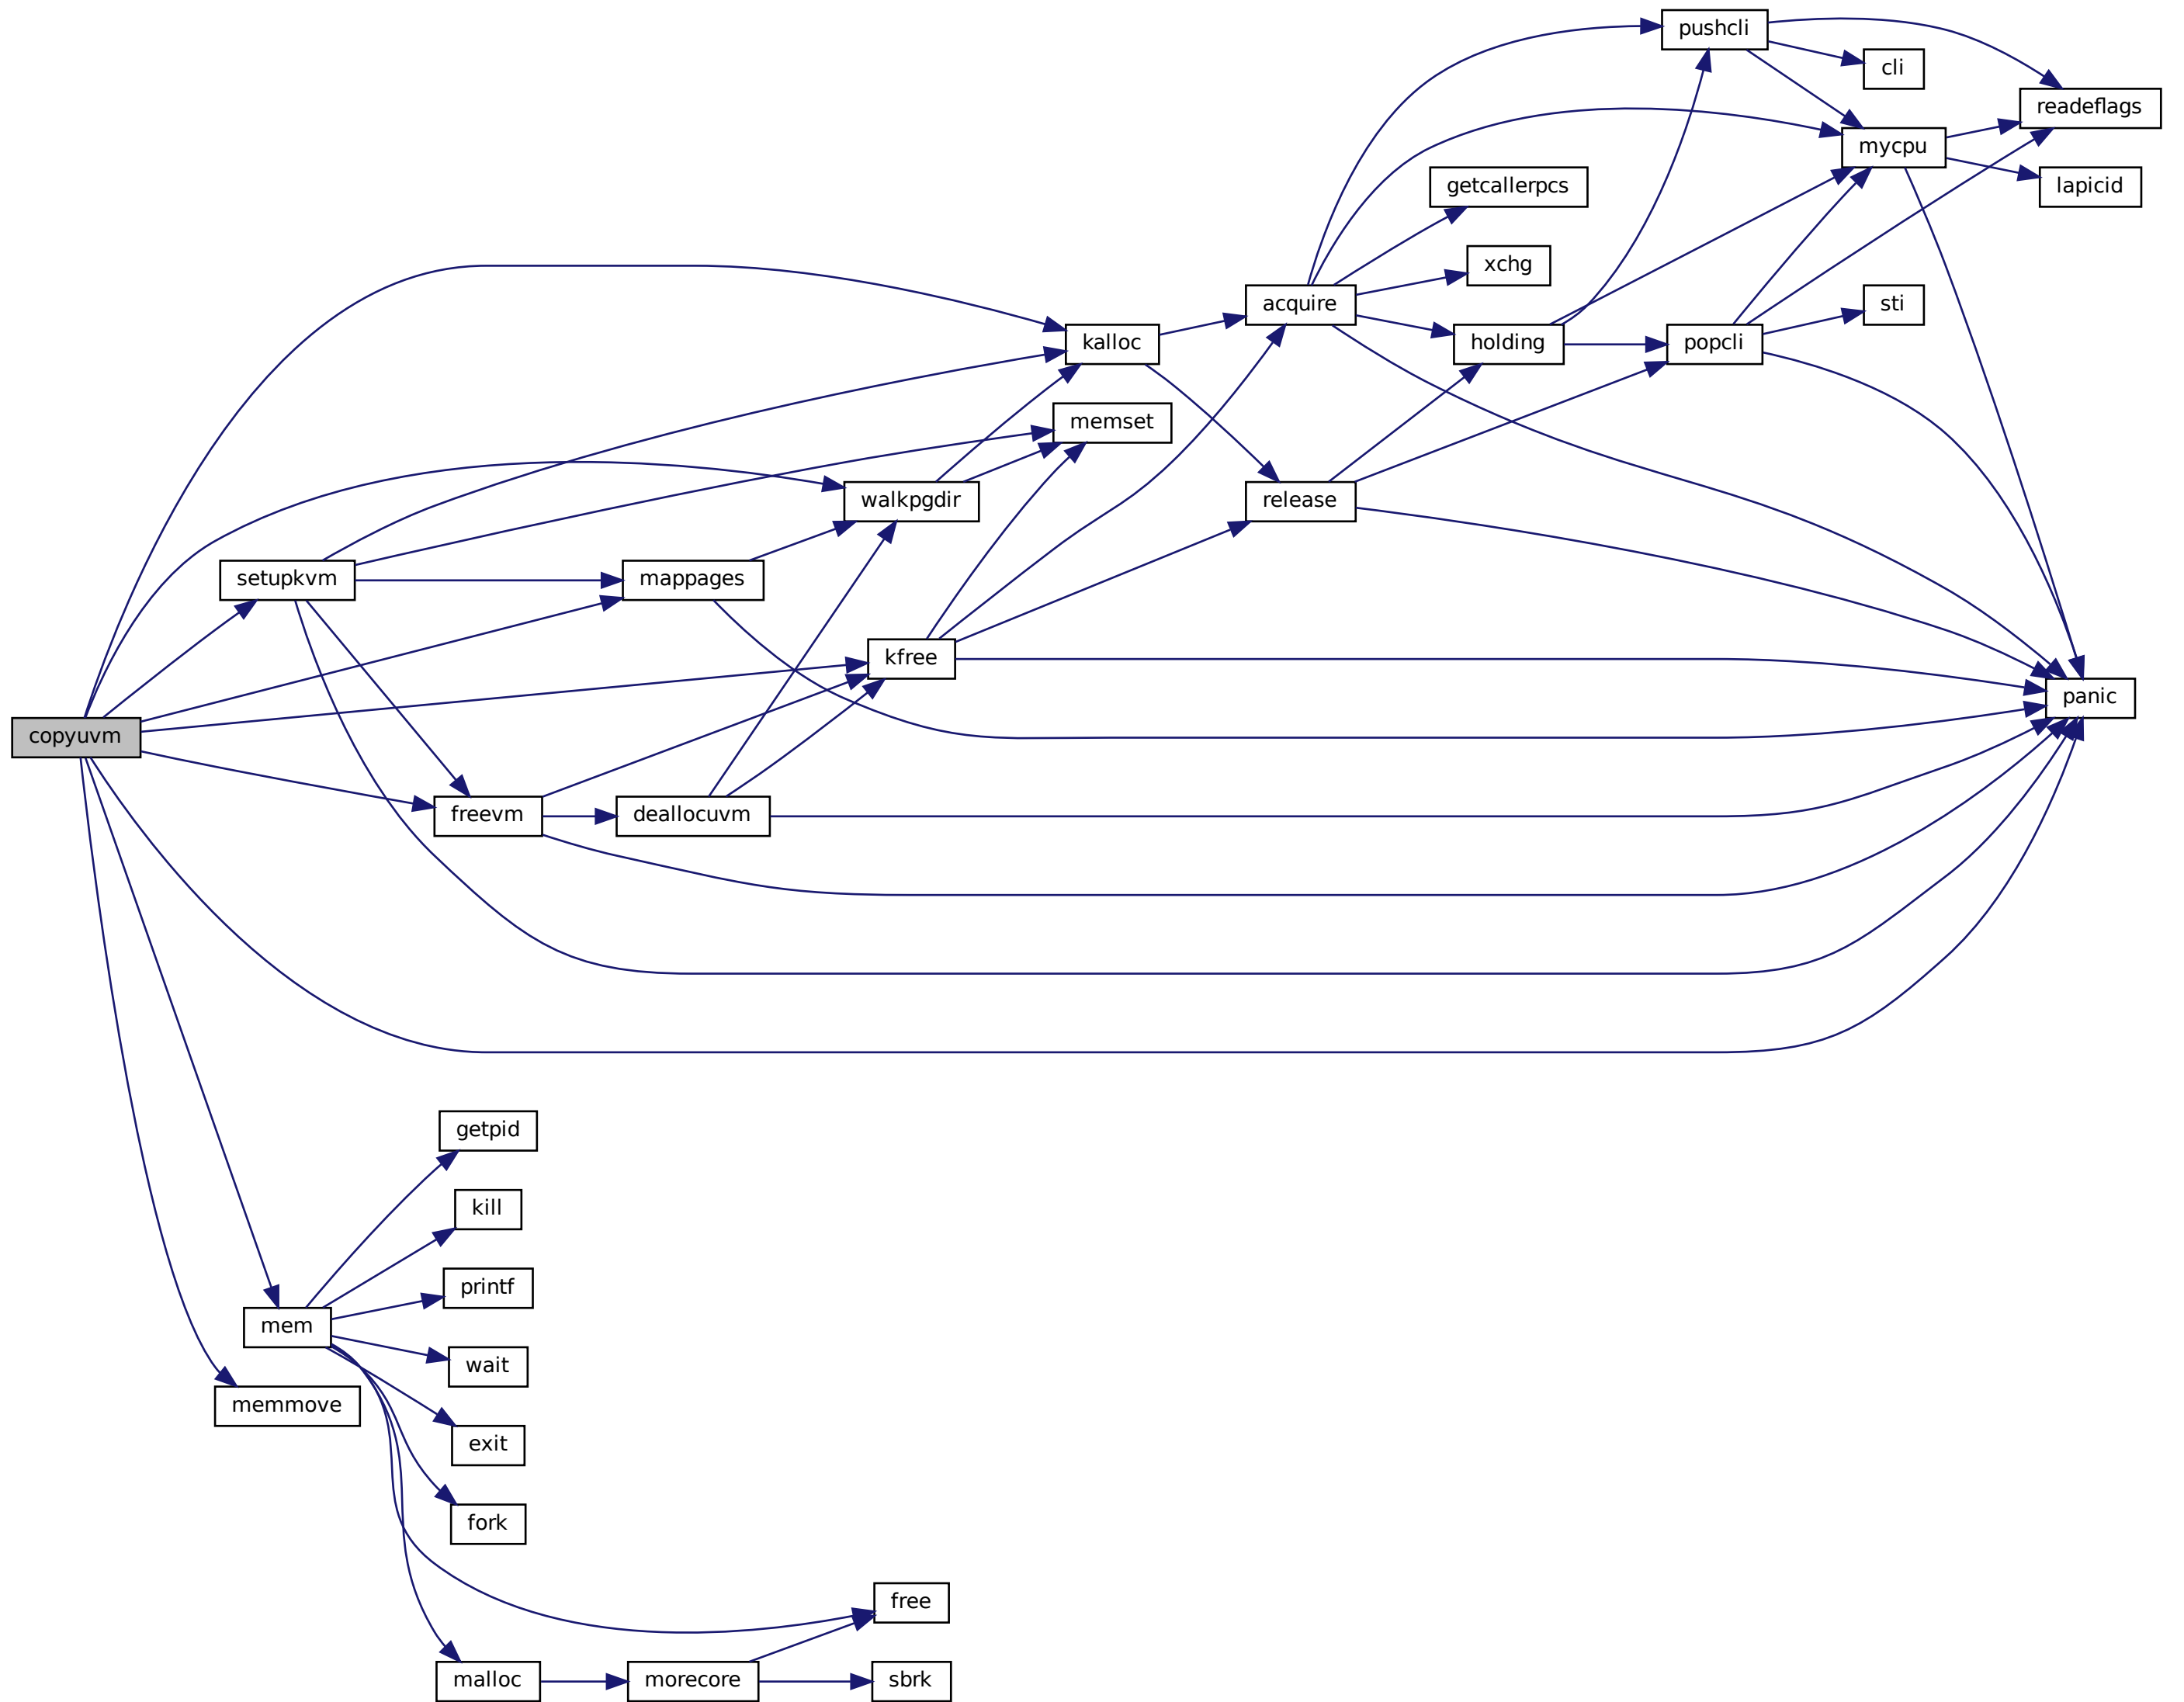 pushcli
cli
readeflags
mycpu
getcallerpcs
lapicid
xchg
acquire
sti
kalloc
holding
popcli
memset
walkpgdir
release
setupkvm
mappages
kfree
panic
copyuvm
freevm
deallocuvm
getpid
kill
printf
mem
wait
memmove
exit
fork
free
malloc
morecore
sbrk